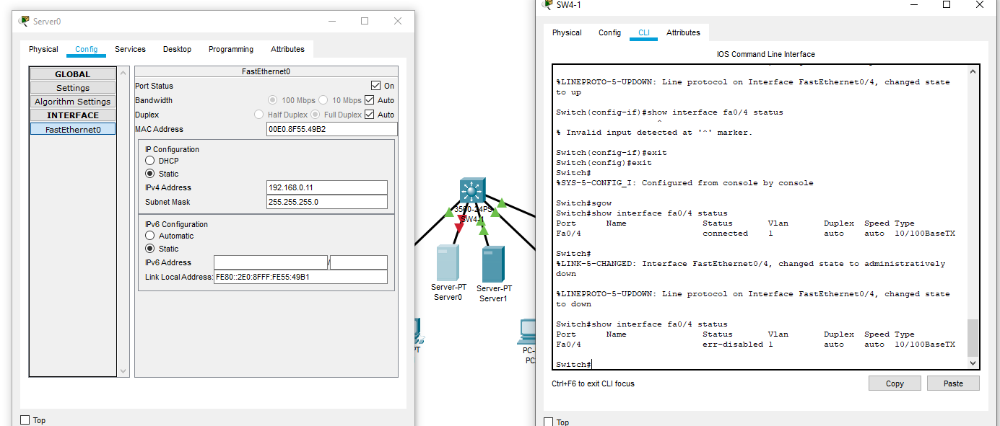 Server0
Physical Config Services Desktop Programming Attributes
GLOBAL
Settings
Algorithm Settings
INTERFACE
FastEthernet0
FastEthernet0
Port Status On
Bandwidth 100 Mbps 10 Mbps Auto
Duplex Half Duplex Full Duplex Auto
MAC Address 00E0.8F55.49B2
IP Configuration
DHCP
Static
IPv4 Address 192.168.0.11
Subnet Mask 255.255.255.0
IPv6 Configuration
Automatic
Static
IPv6 Address /
Link Local Address: FE80::2E0:8FFF:FE55:49B1
Top
3560-24PS
SW4-1
Server-PT
Server0
Server-PT
Server1
PT
PC-
PC
SW4-1
Physical Config CLI Attributes
IOS Command Line Interface
%LINEPROTO-5-UPDOWN: Line protocol on Interface FastEthernet0/4, changed state
to up
Switch(config-if)#show interface fa0/4 status
^
% Invalid input detected at '^' marker.
Switch(config-if)#exit
Switch(config)#exit
Switch#
%SYS-5-CONFIG_I: Configured from console by console
Switch#sgow
Switch#show interface fa0/4 status
Port Name Status Vlan Duplex Speed Type
Fa0/4 connected 1 auto auto 10/100BaseTX
Switch#
%LINK-5-CHANGED: Interface FastEthernet0/4, changed state to administratively
down
%LINEPROTO-5-UPDOWN: Line protocol on Interface FastEthernet0/4, changed state
to down
Switch#show interface fa0/4 status
Port Name Status Vlan Duplex Speed Type
Fa0/4 err-disabled 1 auto auto 10/100BaseTX
Switch#
Ctrl+F6 to exit CLI focus
Copy Paste
Top